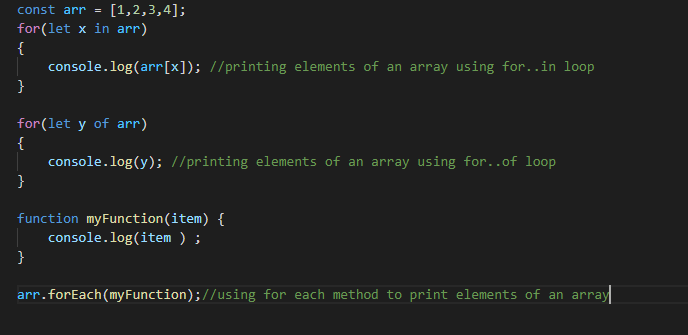 const arr = [1,2,3,4];
for(let x in arr)
{
    console.log(arr[x]); //printing elements of an array using for..in loop
}

for(let y of arr)
{
    console.log(y); //printing elements of an array using for..of loop
}

function myFunction(item) {
    console.log(item ) ;
}

arr.forEach(myFunction);//using for each method to print elements of an array